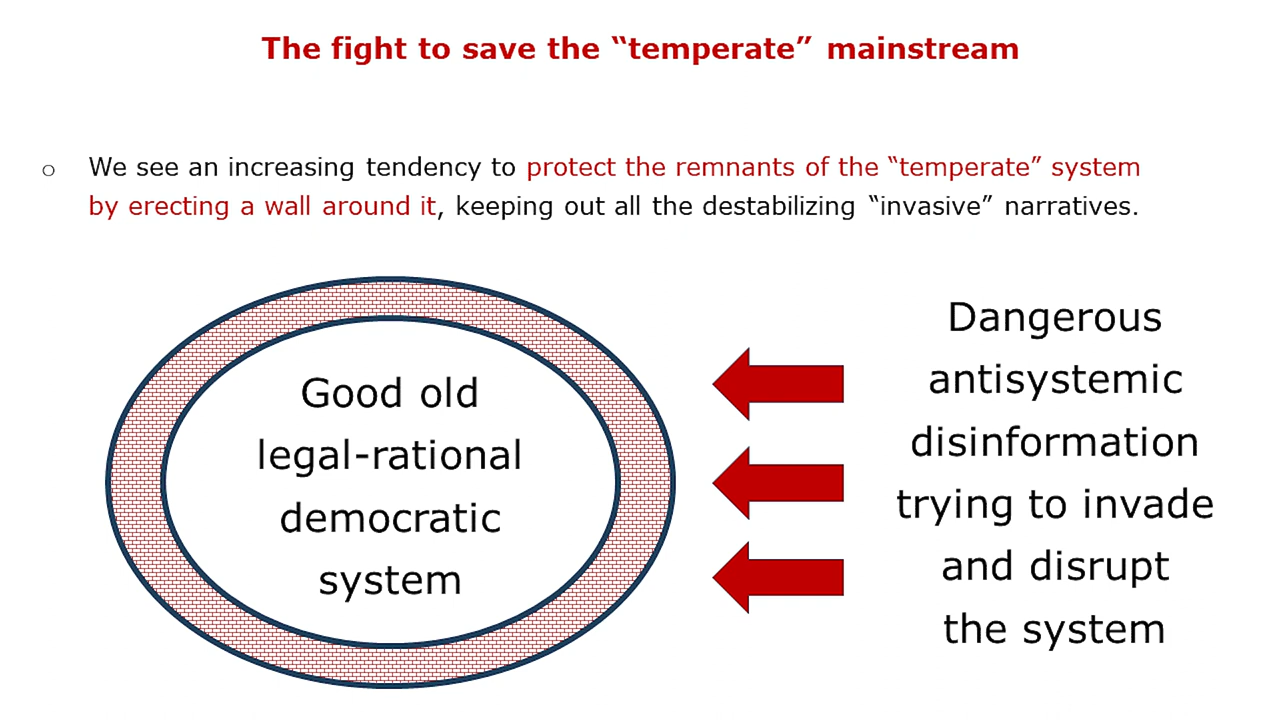 The fight to save the “temperate” mainstream
o We see an increasing tendency to protect the remnants of the “temperate” system
by erecting a wall around it, keeping out all the destabilizing “invasive” narratives.
Good old
legal-rational
democratic
system
Dangerous
antisystemic
disinformation
trying to invade
and disrupt
the system